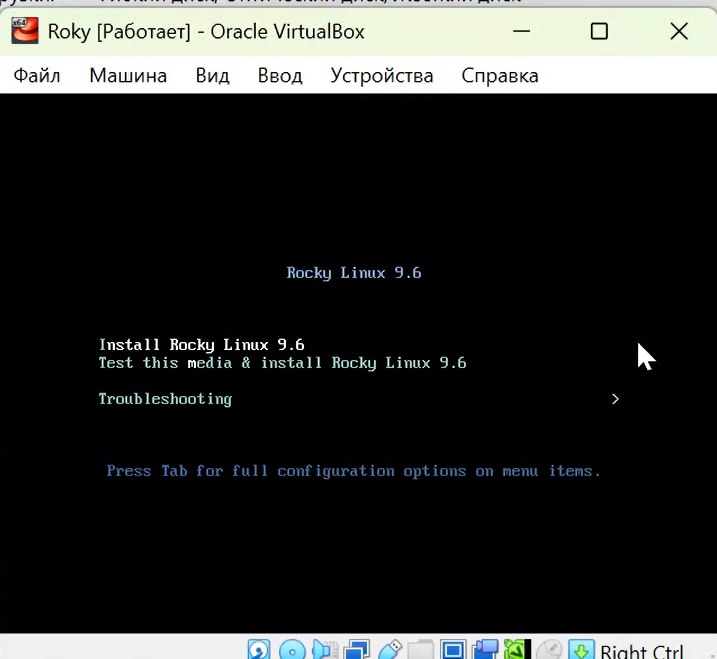 Roky [Работает] - Oracle VirtualBox
Файл Машина Вид Ввод Устройства Справка
Rocky Linux 9.6
Install Rocky Linux 9.6
Test this media & install Rocky Linux 9.6
Troubleshooting >
Press Tab for full configuration options on menu items.
Right Ctrl